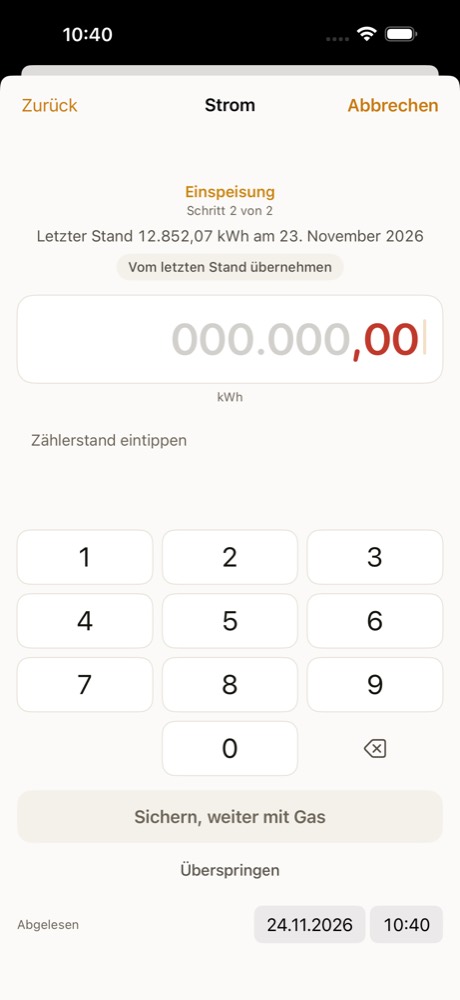 10:40
Zurück
Strom
Abbrechen
Einspeisung
Schritt 2 von 2
Letzter Stand 12.852,07 kWh am 23. November 2026
Vom letzten Stand übernehmen
000.000,00
kWh
Zählerstand eintippen
1 2 3
4 5 6
7 8 9
0
Sichern, weiter mit Gas
Überspringen
Abgelesen 24.11.2026 10:40